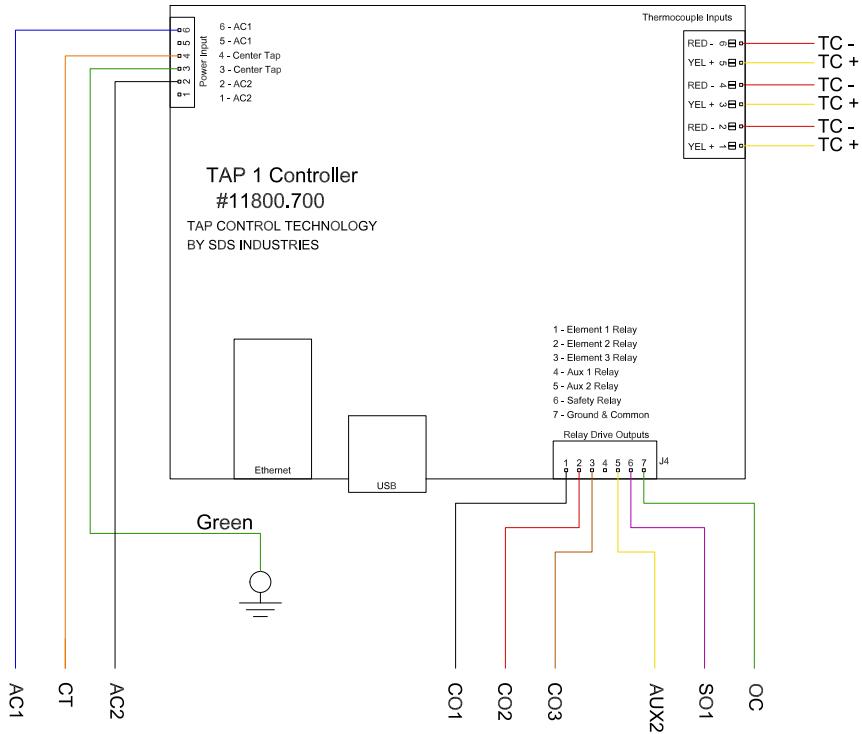 Thermocouple Inputs
6 - AC1
5 - AC1
4 - Center Tap
3 - Center Tap
2 - AC2
1 - AC2
6
5
4
3
2
1
Power Input
RED - 6
YEL + 5
RED - 4
YEL + 3
RED - 2
YEL + 1
TC -
TC +
TC -
TC +
TC -
TC +
TAP 1 Controller
#11800.700
TAP CONTROL TECHNOLOGY
BY SDS INDUSTRIES
1 - Element 1 Relay
2 - Element 2 Relay
3 - Element 3 Relay
4 - Aux 1 Relay
5 - Aux 2 Relay
6 - Safety Relay
7 - Ground & Common
Relay Drive Outputs
1 2 3 4 5 6 7
J4
Ethernet
USB
Green
AC1
CT
AC2
CO1
CO2
CO3
AUX2
SO1
OC